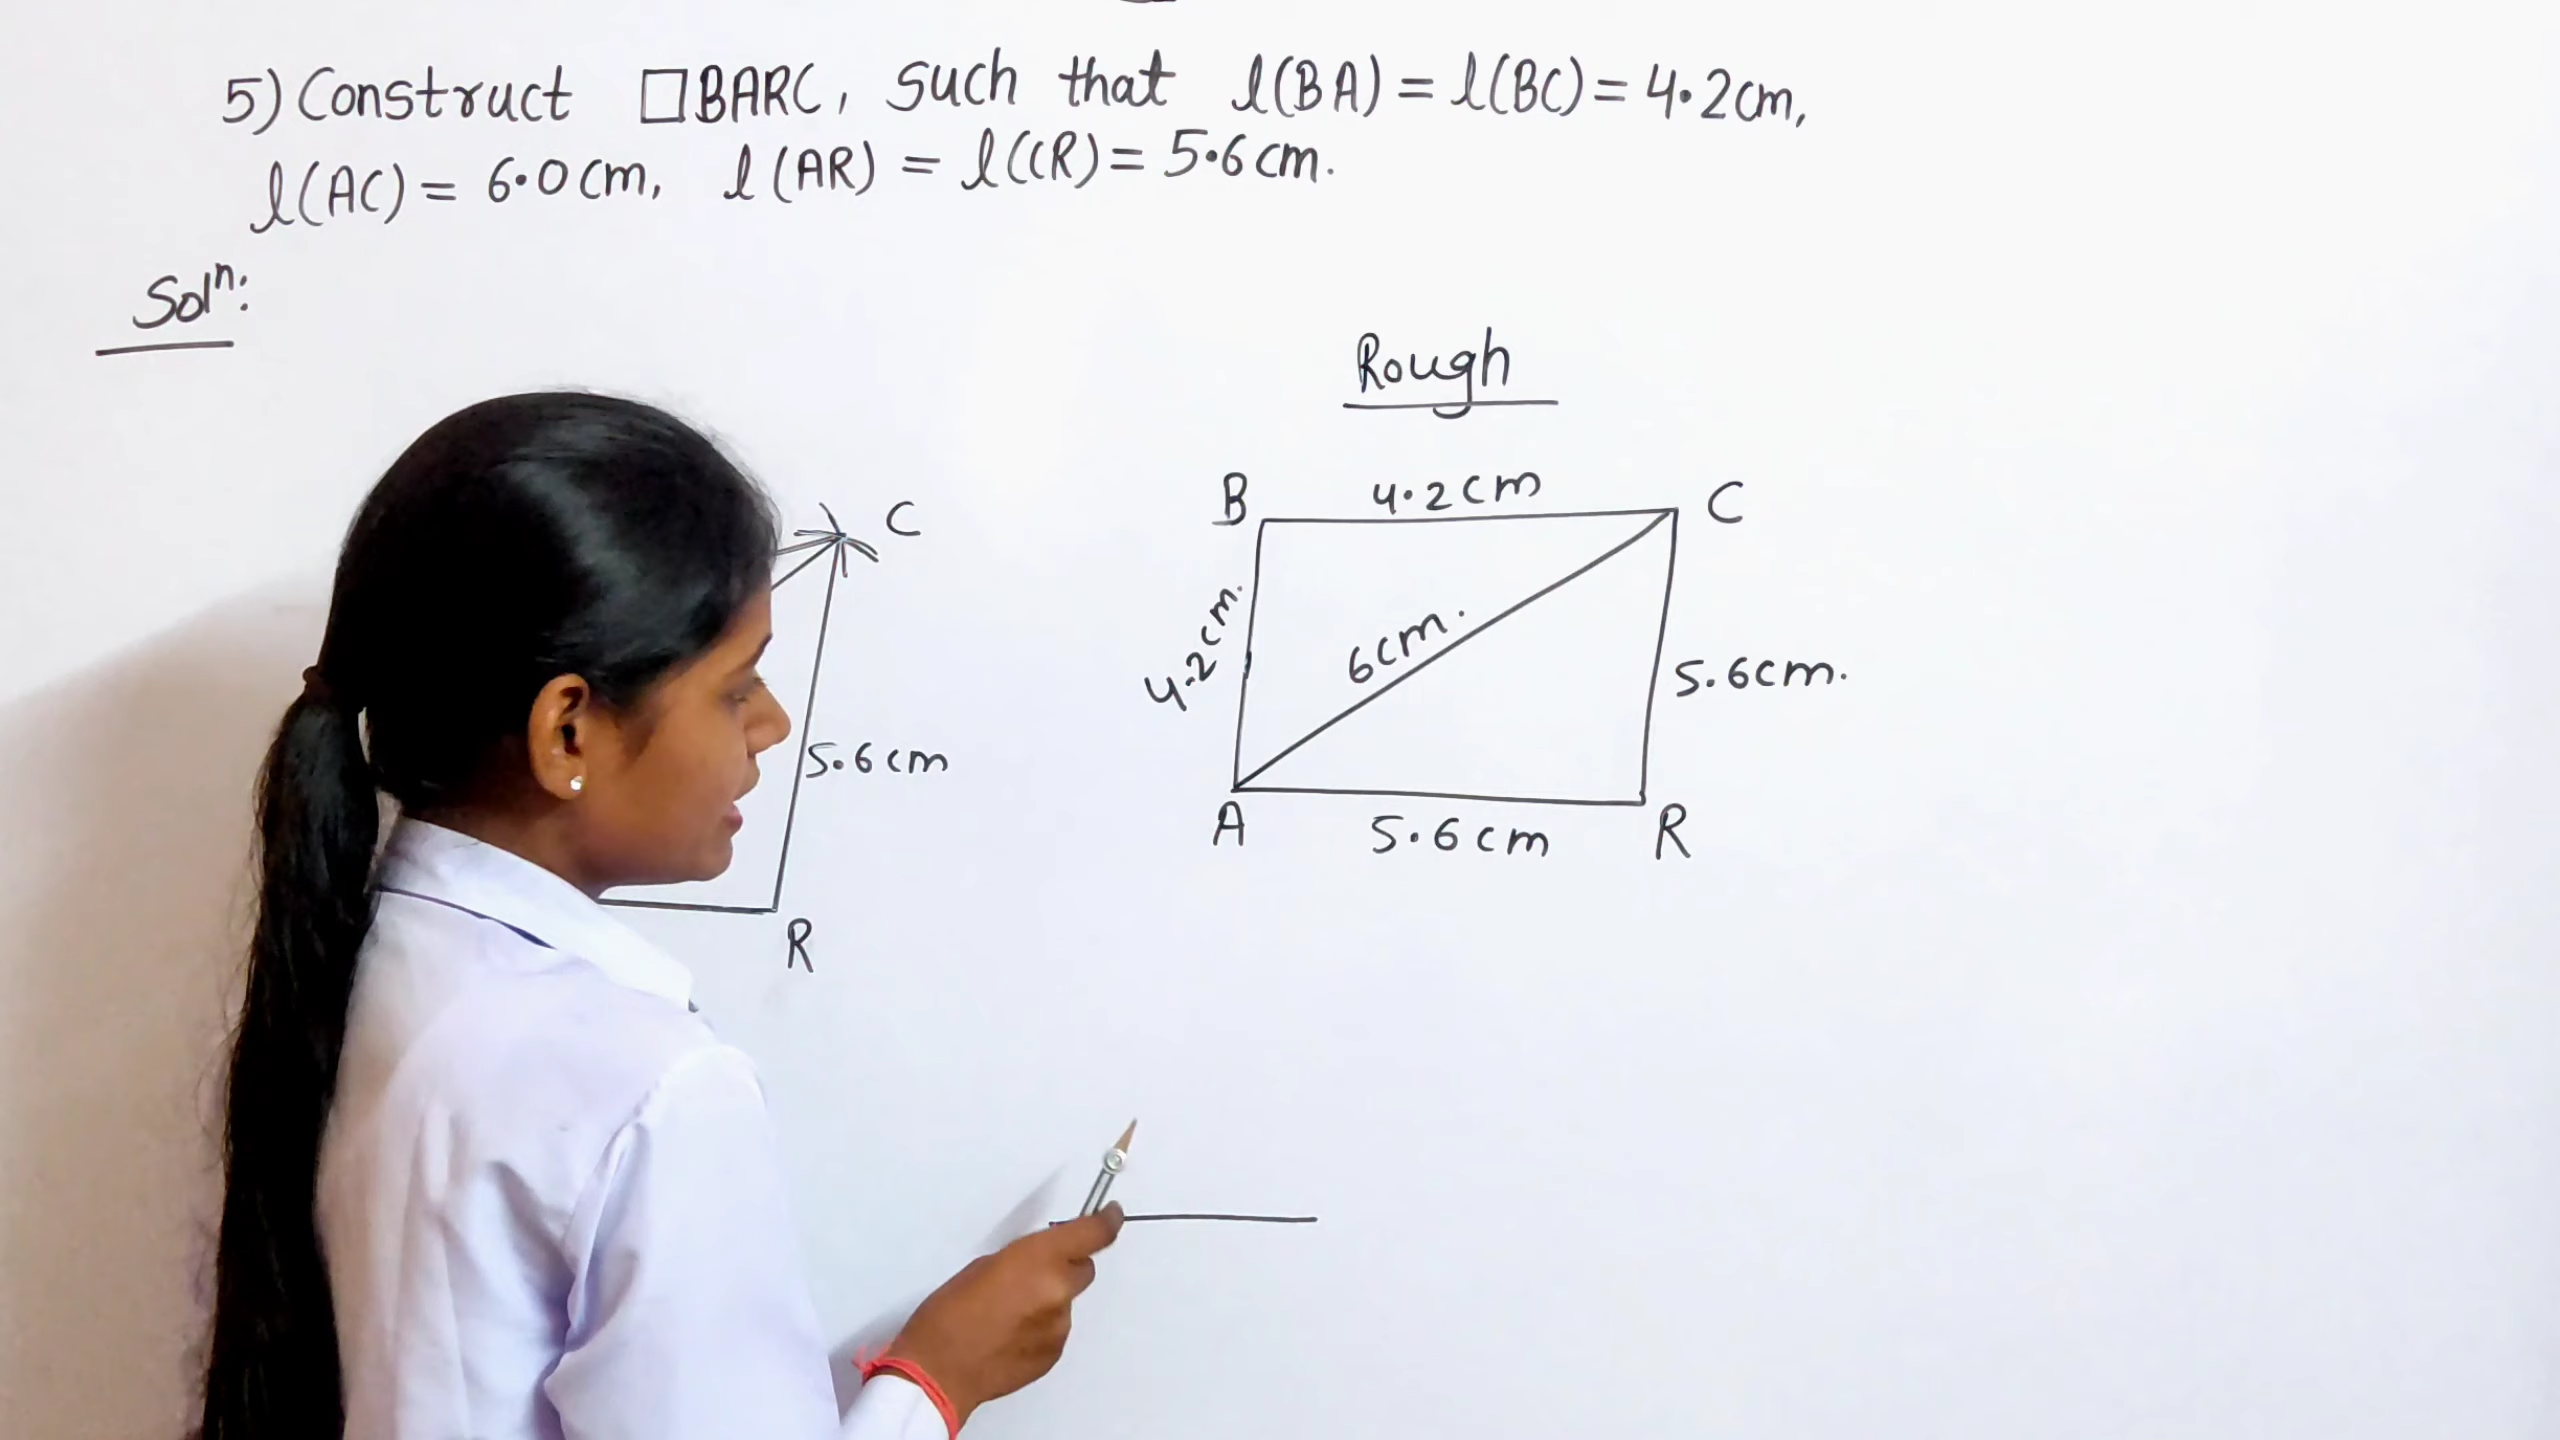 5) Construct □BARC, such that l(BA) = l(BC) = 4.2cm,
l(AC) = 6.0cm, l(AR) = l(CR) = 5.6cm.
Solⁿ:
Rough
B 4.2cm C
4.2cm.
6cm.
5.6cm.
A 5.6cm R
C
5.6cm
R